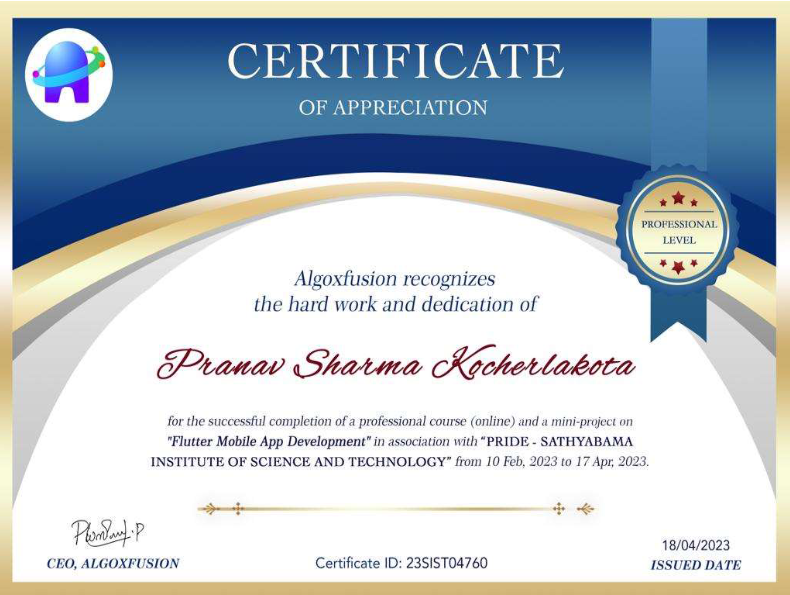 CERTIFICATE
OF APPRECIATION
PROFESSIONAL
LEVEL
Algoxfusion recognizes
the hard work and dedication of
Pranav Sharma Kocherlakota
for the successful completion of a professional course (online) and a mini-project on
"Flutter Mobile App Development" in association with “PRIDE - SATHYABAMA
INSTITUTE OF SCIENCE AND TECHNOLOGY” from 10 Feb, 2023 to 17 Apr, 2023.
CEO, ALGOXFUSION
Certificate ID: 23SIST04760
18/04/2023
ISSUED DATE